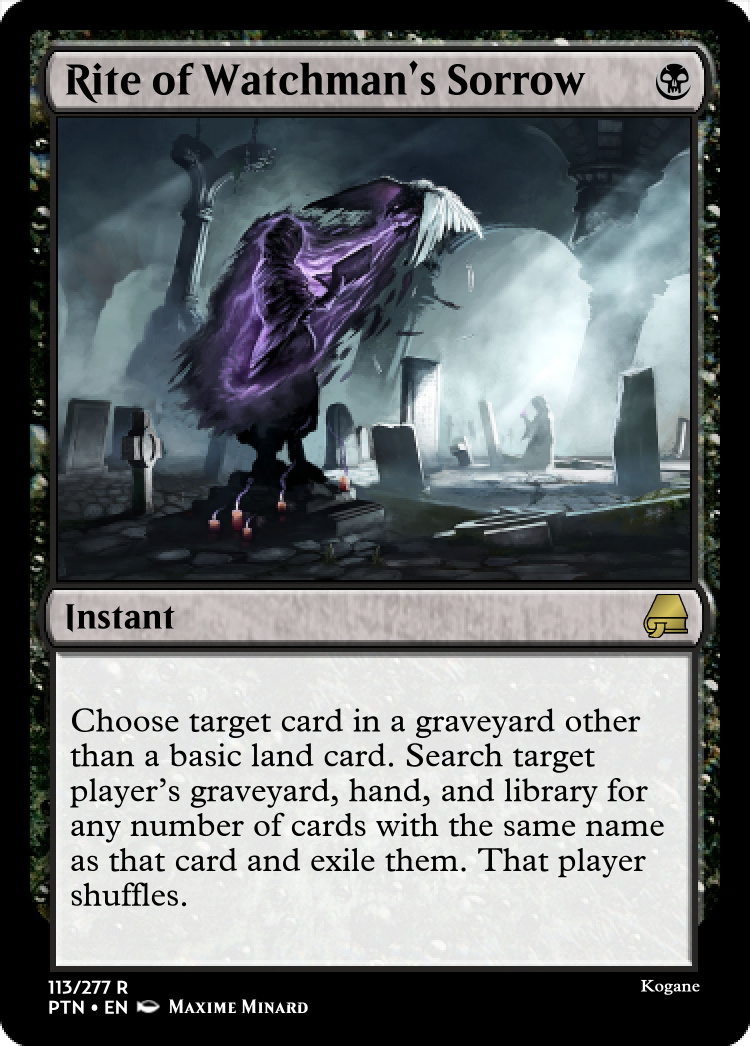 Rite of Watchman's Sorrow
Instant
Choose target card in a graveyard other
than a basic land card. Search target
player's graveyard, hand, and library for
any number of cards with the same name
as that card and exile them. That player
shuffles.
113/277 R
Kogane
PTN • EN MAXIME MINARD